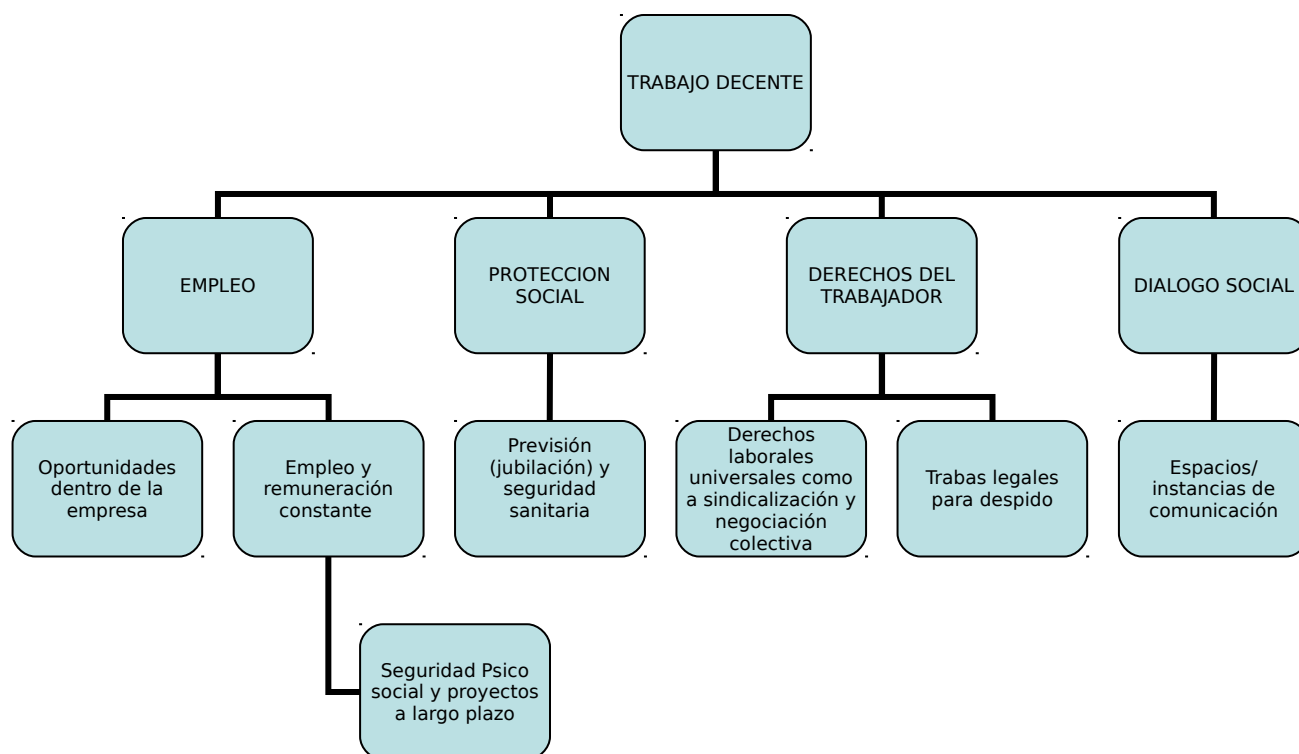 TRABAJO DECENTE
EMPLEO
PROTECCION
SOCIAL
DERECHOS DEL
TRABAJADOR
DIALOGO SOCIAL
Oportunidades
dentro de la
empresa
Empleo y
remuneración
constante
Previsión
(jubilación) y
seguridad
sanitaria
Derechos
laborales
universales como
a sindicalización y
negociación
colectiva
Trabas legales
para despido
Espacios/
instancias de
comunicación
Seguridad Psico
social y proyectos
a largo plazo